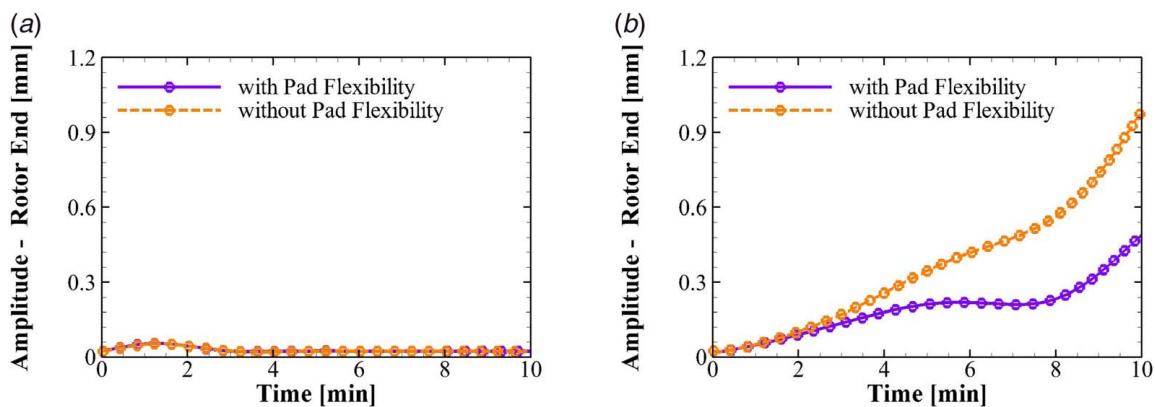 (a)
Amplitude - Rotor End [mm]
1.2
0.9
0.6
0.3
0
with Pad Flexibility
without Pad Flexibility
0 2 4 6 8 10
Time [min]
(b)
Amplitude - Rotor End [mm]
1.2
0.9
0.6
0.3
0
with Pad Flexibility
without Pad Flexibility
0 2 4 6 8 10
Time [min]